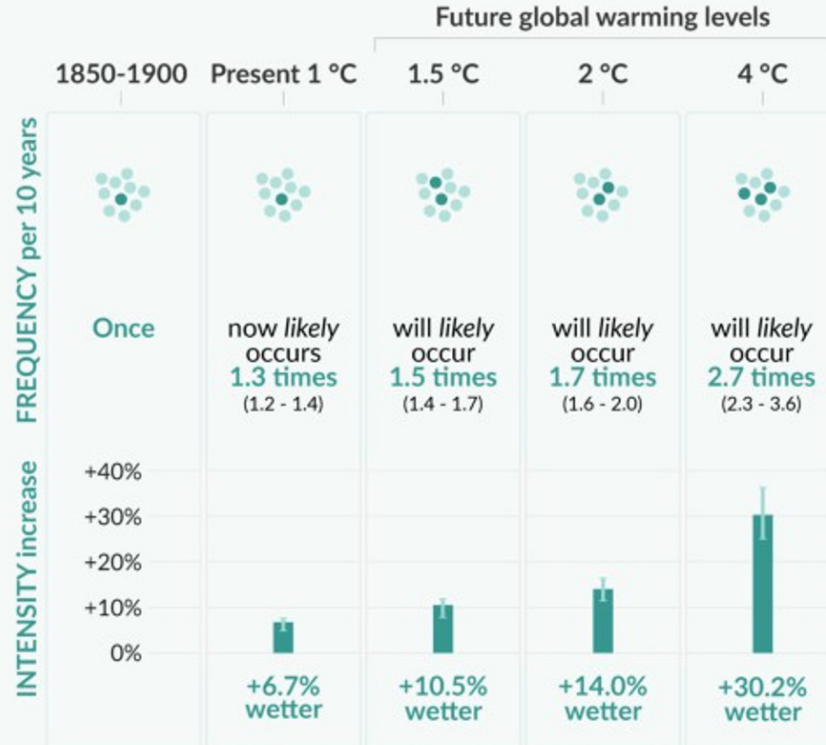 Future global warming levels
1850-1900
Present 1 °C
1.5 °C
2 °C
4 °C
FREQUENCY per 10 years
Once
now likely
occurs
1.3 times
(1.2 - 1.4)
will likely
occur
1.5 times
(1.4 - 1.7)
will likely
occur
1.7 times
(1.6 - 2.0)
will likely
occur
2.7 times
(2.3 - 3.6)
INTENSITY increase
+40%
+30%
+20%
+10%
0%
+6.7%
wetter
+10.5%
wetter
+14.0%
wetter
+30.2%
wetter